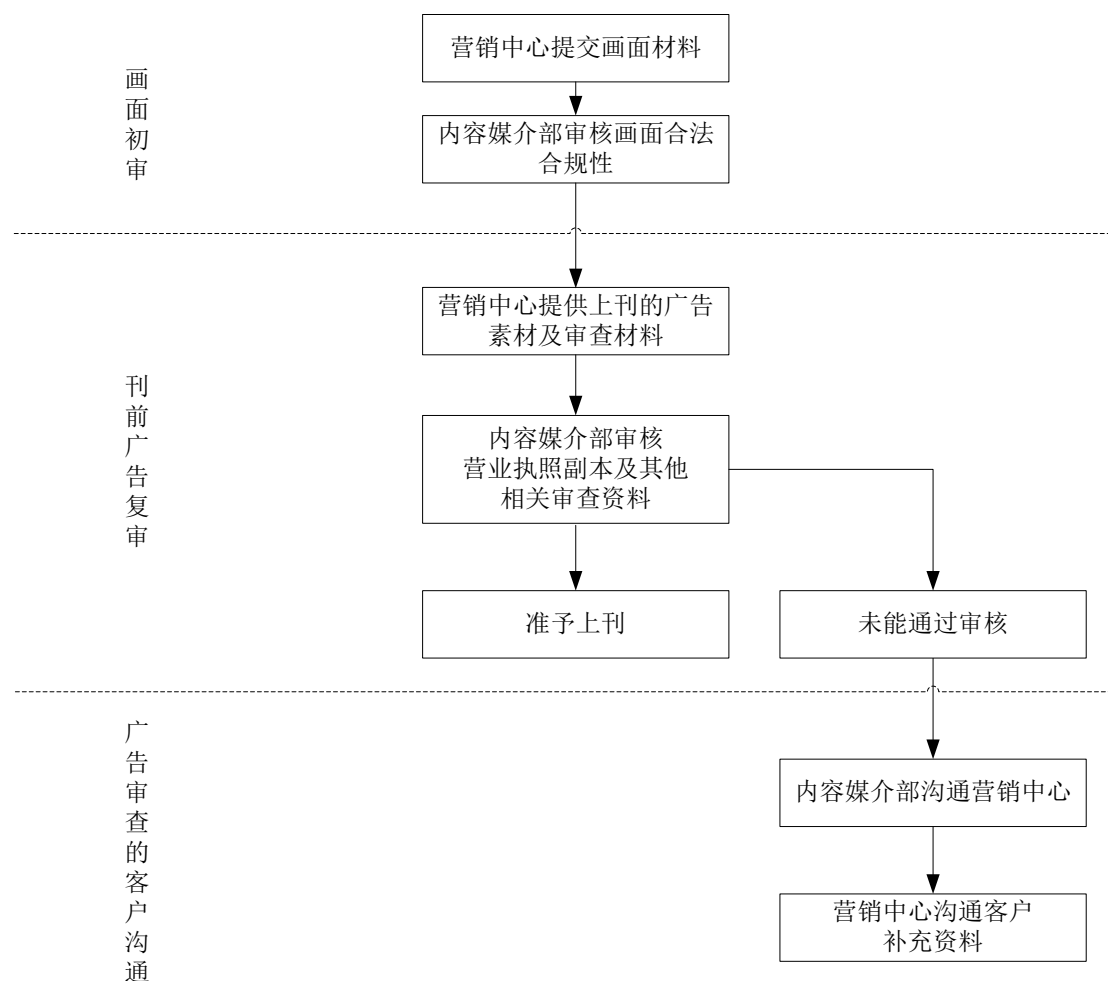 营销中心提交画面材料
画面初审
内容媒介部审核画面合法
合规性
营销中心提供上刊的广告
素材及审查材料
刊前广告复审
内容媒介部审核
营业执照副本及其他
相关审查资料
准予上刊
未能通过审核
广告审查的客户沟通
内容媒介部沟通营销中心
营销中心沟通客户
补充资料